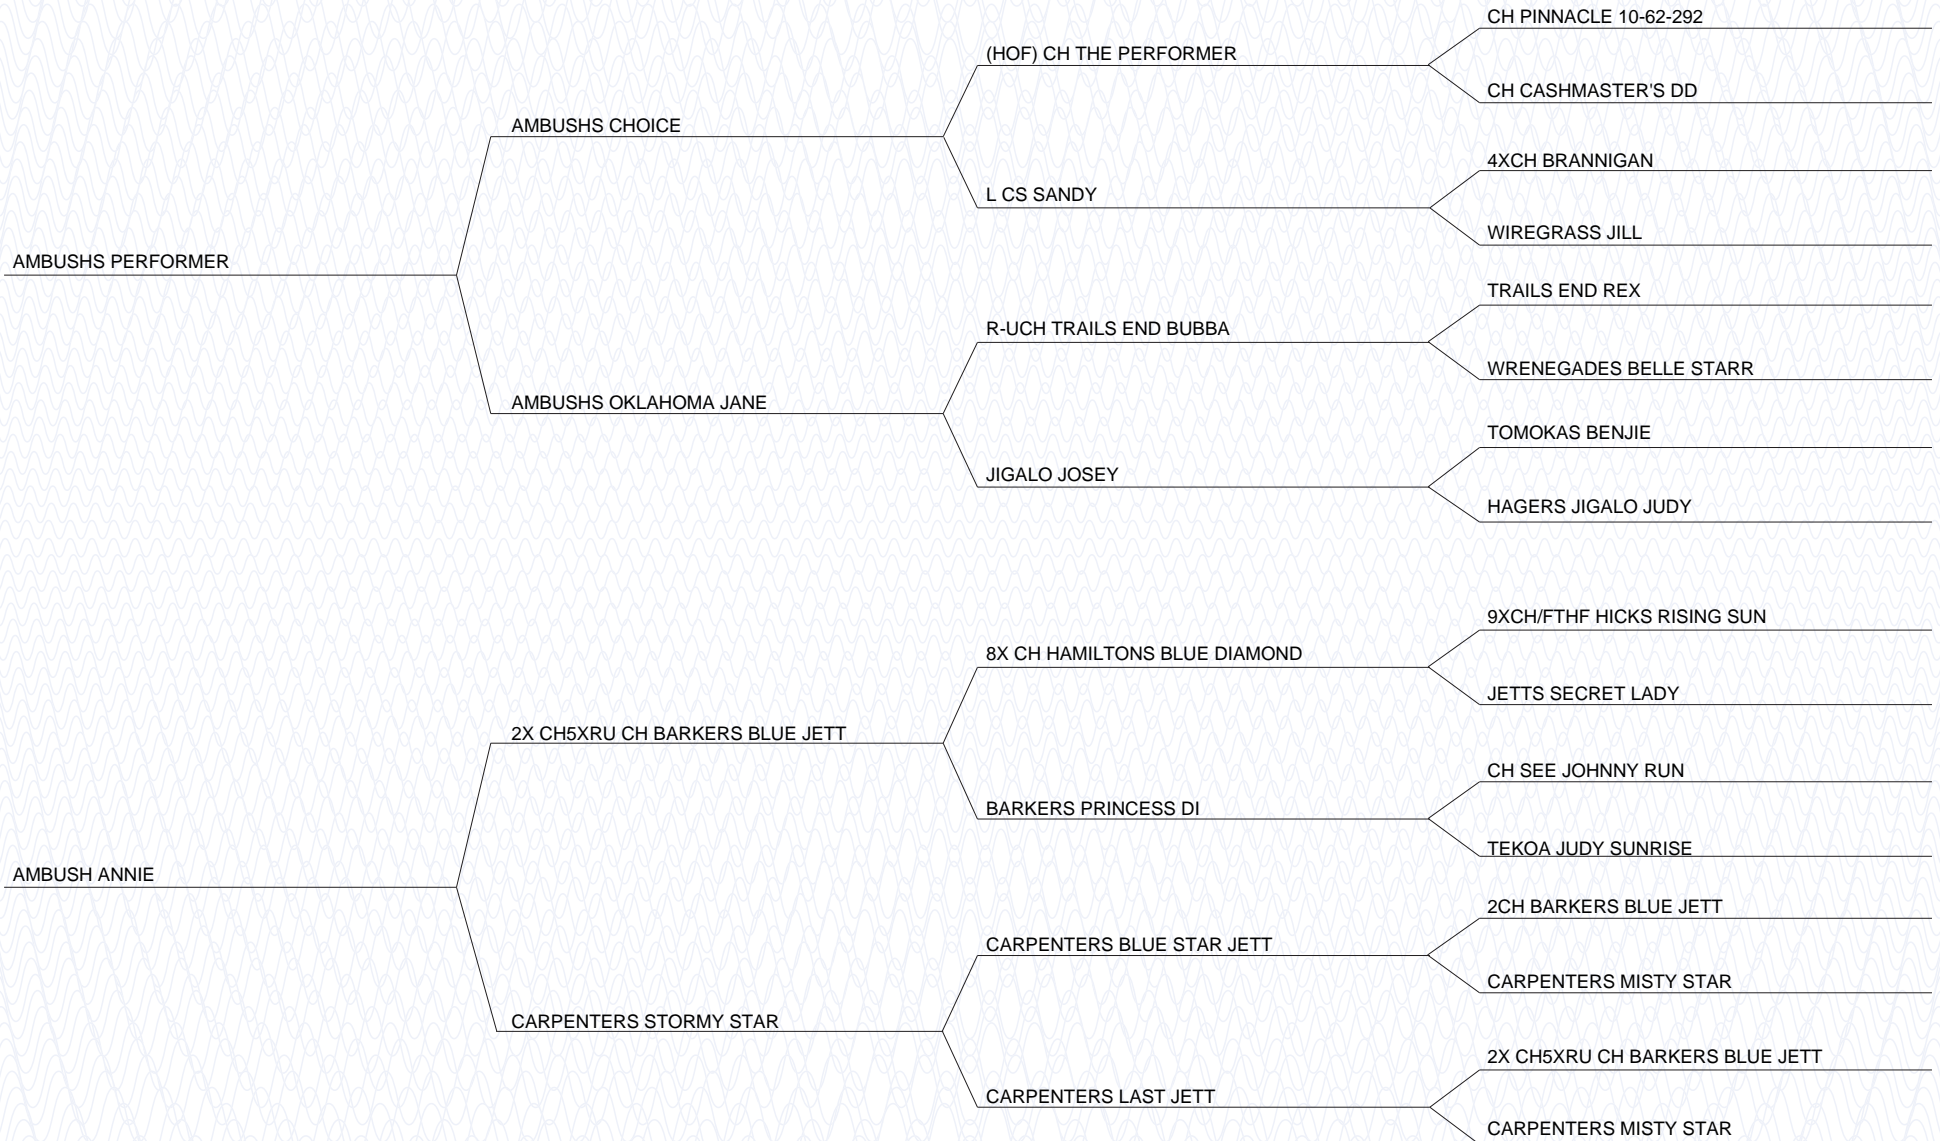 CH PINNACLE 10-62-292
(HOF) CH THE PERFORMER
CH CASHMASTER'S DD
AMBUSHS CHOICE
4XCH BRANNIGAN
L CS SANDY
WIREGRASS JILL
AMBUSHS PERFORMER
TRAILS END REX
R-UCH TRAILS END BUBBA
WRENEGADES BELLE STARR
AMBUSHS OKLAHOMA JANE
TOMOKAS BENJIE
JIGALO JOSEY
HAGERS JIGALO JUDY
9XCH/FTHF HICKS RISING SUN
8X CH HAMILTONS BLUE DIAMOND
JETTS SECRET LADY
2X CH5XRU CH BARKERS BLUE JETT
CH SEE JOHNNY RUN
BARKERS PRINCESS DI
TEKOA JUDY SUNRISE
AMBUSH ANNIE
2CH BARKERS BLUE JETT
CARPENTERS BLUE STAR JETT
CARPENTERS MISTY STAR
CARPENTERS STORMY STAR
2X CH5XRU CH BARKERS BLUE JETT
CARPENTERS LAST JETT
CARPENTERS MISTY STAR